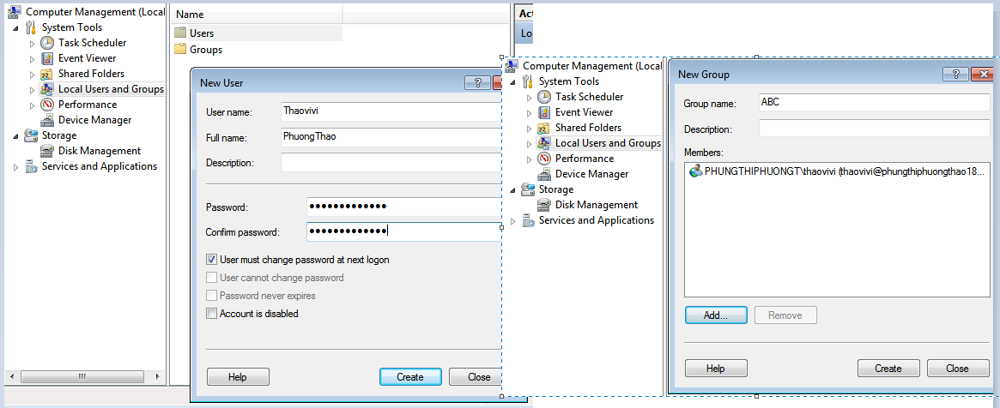 Computer Management (Local
System Tools
Task Scheduler
Event Viewer
Shared Folders
Local Users and Groups
Performance
Device Manager
Storage
Disk Management
Services and Applications
Name
Users
Groups
New User
?
User name:
Thaovivi
Full name:
PhuongThao
Description:
Password:
●●●●●●●●●●●●●
Confirm password:
●●●●●●●●●●●●●
User must change password at next logon
User cannot change password
Password never expires
Account is disabled
Help
Create
Close
Act
Lo
Computer Management (Local
System Tools
Task Scheduler
Event Viewer
Shared Folders
Local Users and Groups
Performance
Device Manager
Storage
Disk Management
Services and Applications
New Group
?
Group name:
ABC
Description:
Members:
PHUNGTHIPHUONGT\thaovivi (thaovivi@phungthiphuongthao18...
Add...
Remove
Help
Create
Close